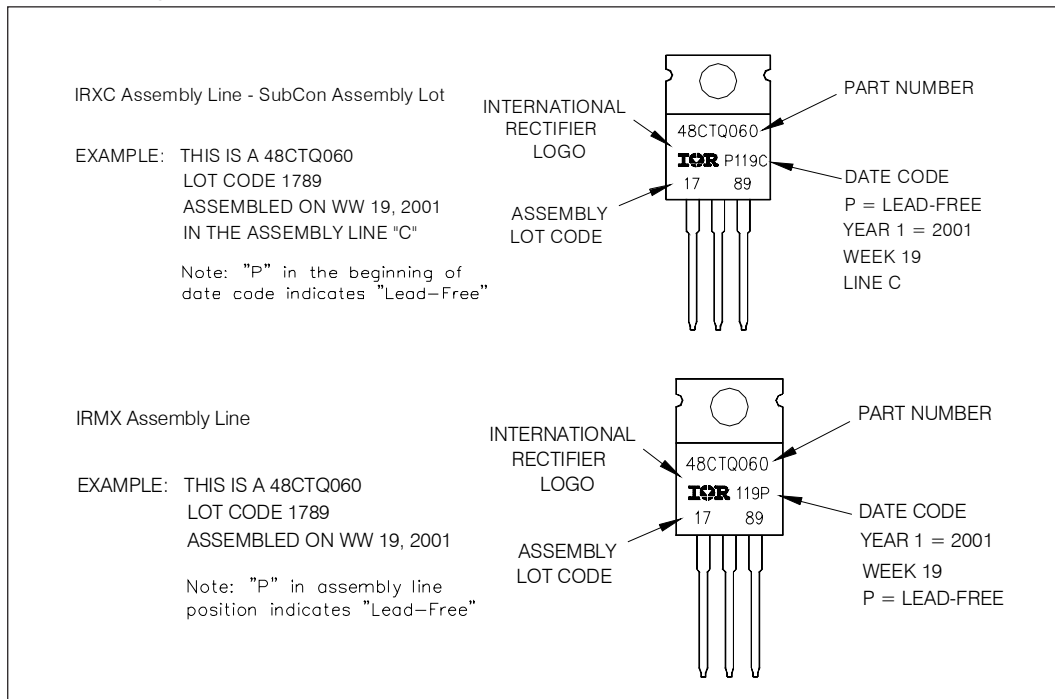 IRXC Assembly Line - SubCon Assembly Lot
EXAMPLE: THIS IS A 48CTQ060
LOT CODE 1789
ASSEMBLED ON WW 19, 2001
IN THE ASSEMBLY LINE "C"
Note: "P" in the beginning of
date code indicates "Lead-Free"
INTERNATIONAL
RECTIFIER
LOGO
ASSEMBLY
LOT CODE
48CTQ060
IOR P119C
17 89
PART NUMBER
DATE CODE
P = LEAD-FREE
YEAR 1 = 2001
WEEK 19
LINE C
IRMX Assembly Line
EXAMPLE: THIS IS A 48CTQ060
LOT CODE 1789
ASSEMBLED ON WW 19, 2001
Note: "P" in assembly line
position indicates "Lead-Free"
INTERNATIONAL
RECTIFIER
LOGO
ASSEMBLY
LOT CODE
48CTQ060
IOR 119P
17 89
PART NUMBER
DATE CODE
YEAR 1 = 2001
WEEK 19
P = LEAD-FREE